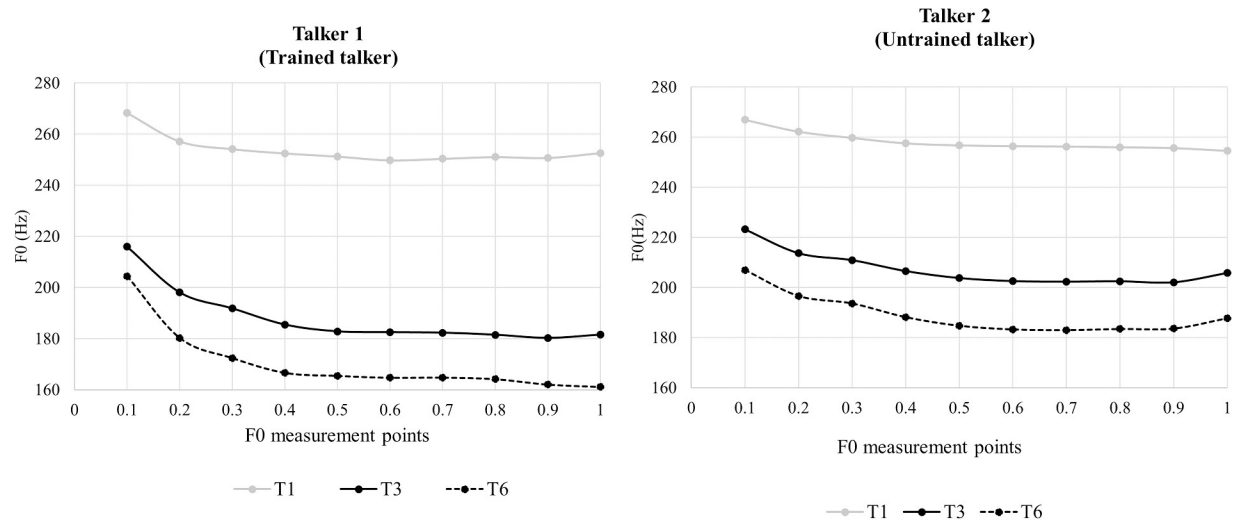 Talker 1
(Trained talker)
280
260
240
220
200
180
160
F0 (Hz)
0 0.1 0.2 0.3 0.4 0.5 0.6 0.7 0.8 0.9 1
F0 measurement points
T1 T3 T6
Talker 2
(Untrained talker)
280
260
240
220
200
180
160
F0(Hz)
0 0.1 0.2 0.3 0.4 0.5 0.6 0.7 0.8 0.9 1
F0 measurement points
T1 T3 T6